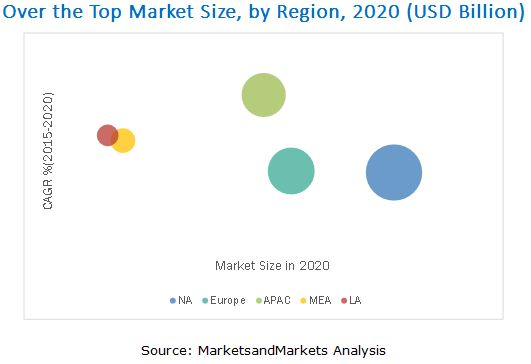 Over the Top Market Size, by Region, 2020 (USD Billion)
CAGR %(2015-2020)
Market Size in 2020
NA Europe APAC MEA LA
Source: MarketsandMarkets Analysis